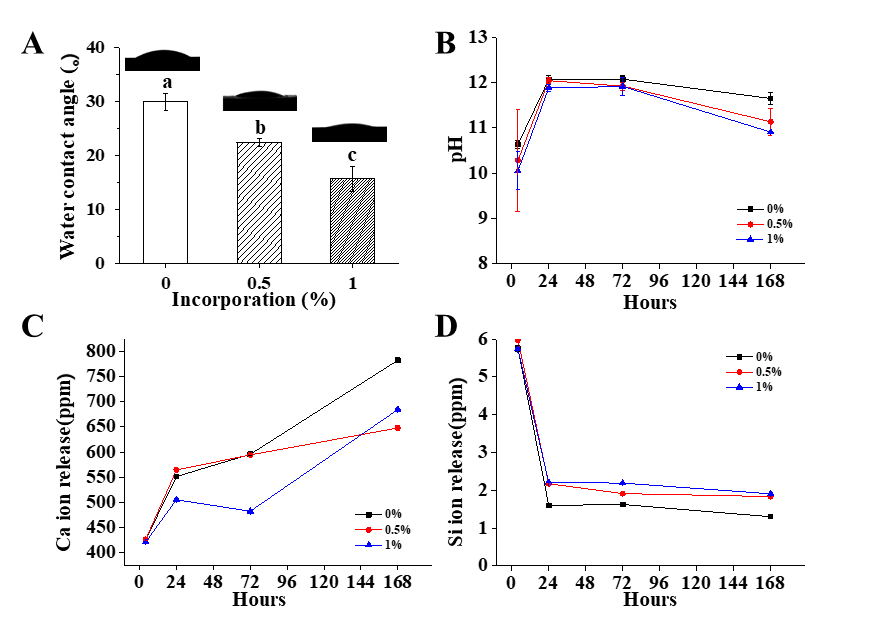 A
Water contact angle (°)
40
30
20
10
0
a
b
c
0 0.5 1
Incorporation (%)
B
pH
13
12
11
10
9
8
0%
0.5%
1%
0 24 48 72 96 120 144 168
Hours
C
Ca ion release(ppm)
800
750
700
650
600
550
500
450
400
0%
0.5%
1%
0 24 48 72 96 120 144 168
Hours
D
Si ion release(ppm)
6
5
4
3
2
1
0
0%
0.5%
1%
0 24 48 72 96 120 144 168
Hours